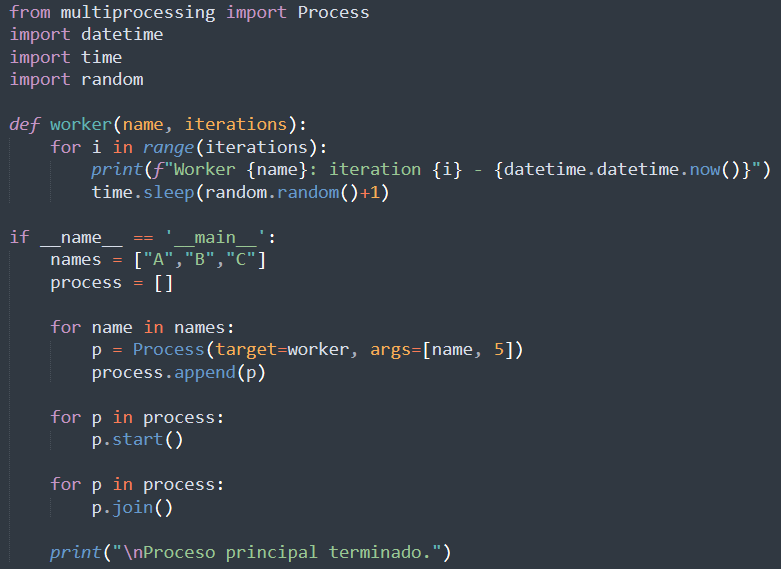 from multiprocessing import Process
import datetime
import time
import random

def worker(name, iterations):
    for i in range(iterations):
        print(f"Worker {name}: iteration {i} - {datetime.datetime.now()}")
        time.sleep(random.random()+1)

if __name__ == '__main__':
    names = ["A","B","C"]
    process = []

    for name in names:
        p = Process(target=worker, args=[name, 5])
        process.append(p)

    for p in process:
        p.start()

    for p in process:
        p.join()

    print("\nProceso principal terminado.")